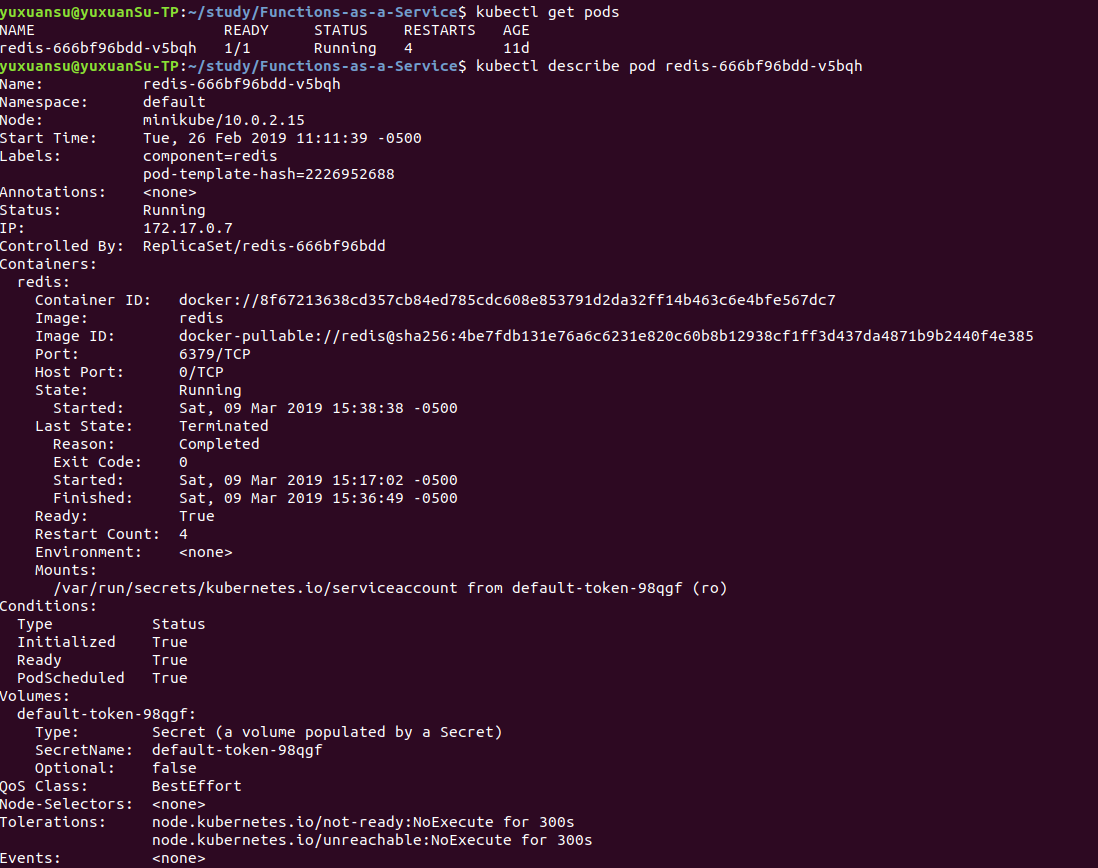 yuxuansu@yuxuanSu-TP:~/study/Functions-as-a-Service$ kubectl get pods
NAME                     READY     STATUS    RESTARTS   AGE
redis-666bf96bdd-v5bqh   1/1       Running   4          11d
yuxuansu@yuxuanSu-TP:~/study/Functions-as-a-Service$ kubectl describe pod redis-666bf96bdd-v5bqh
Name:           redis-666bf96bdd-v5bqh
Namespace:      default
Node:           minikube/10.0.2.15
Start Time:     Tue, 26 Feb 2019 11:11:39 -0500
Labels:         component=redis
                pod-template-hash=2226952688
Annotations:    <none>
Status:         Running
IP:             172.17.0.7
Controlled By:  ReplicaSet/redis-666bf96bdd
Containers:
  redis:
    Container ID:   docker://8f67213638cd357cb84ed785cdc608e853791d2da32ff14b463c6e4bfe567dc7
    Image:          redis
    Image ID:       docker-pullable://redis@sha256:4be7fdb131e76a6c6231e820c60b8b12938cf1ff3d437da4871b9b2440f4e385
    Port:           6379/TCP
    Host Port:      0/TCP
    State:          Running
      Started:      Sat, 09 Mar 2019 15:38:38 -0500
    Last State:     Terminated
      Reason:       Completed
      Exit Code:    0
      Started:      Sat, 09 Mar 2019 15:17:02 -0500
      Finished:     Sat, 09 Mar 2019 15:36:49 -0500
    Ready:          True
    Restart Count:  4
    Environment:    <none>
    Mounts:
      /var/run/secrets/kubernetes.io/serviceaccount from default-token-98qgf (ro)
Conditions:
  Type           Status
  Initialized    True
  Ready          True
  PodScheduled   True
Volumes:
  default-token-98qgf:
    Type:        Secret (a volume populated by a Secret)
    SecretName:  default-token-98qgf
    Optional:    false
QoS Class:       BestEffort
Node-Selectors:  <none>
Tolerations:     node.kubernetes.io/not-ready:NoExecute for 300s
                 node.kubernetes.io/unreachable:NoExecute for 300s
Events:          <none>